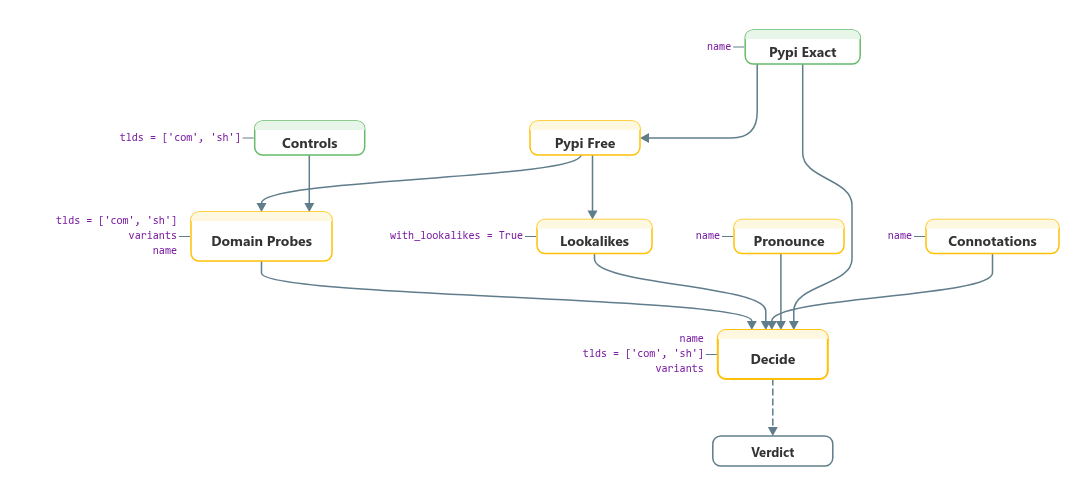 name
Pypi Exact
tlds = ['com', 'sh']
Controls
Pypi Free
tlds = ['com', 'sh']
variants
name
Domain Probes
with_lookalikes = True
Lookalikes
name
Pronounce
name
Connotations
name
tlds = ['com', 'sh']
variants
Decide
Verdict